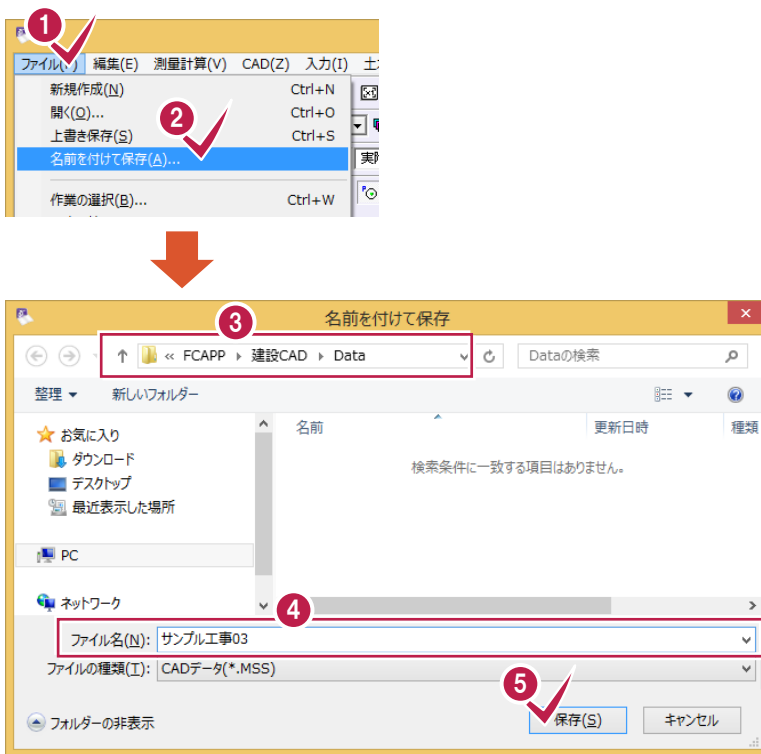 1
ファイル(F) 編集(E) 測量計算(V) CAD(Z) 入力(I)
新規作成(N) Ctrl+N
開く(O)... Ctrl+O
2
上書き保存(S) Ctrl+S
名前を付けて保存(A)...
作業の選択(B)... Ctrl+W
3
名前を付けて保存
« FCAPP 建設CAD Data Dataの検索
整理 新しいフォルダー
お気に入り 名前 更新日時 種類
ダウンロード 検索条件に一致する項目はありません。
デスクトップ
最近表示した場所
PC
ネットワーク
4
ファイル名(N): サンプル工事03
ファイルの種類(T): CADデータ(*.MSS)
5
フォルダーの非表示 保存(S) キャンセル